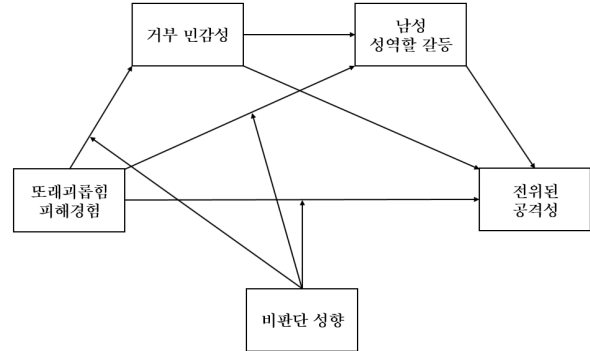 거부 민감성
남성
성역할 갈등
또래괴롭힘
피해경험
전위된
공격성
비판단 성향